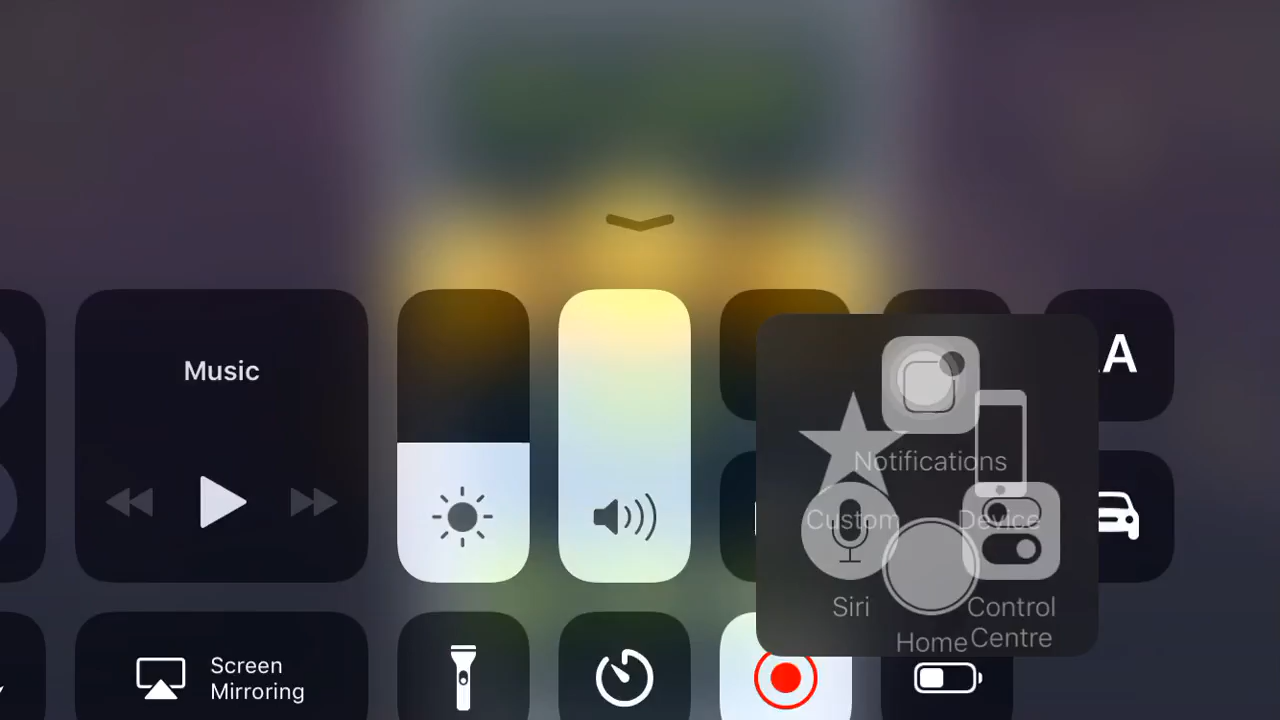 Music
A
Notifications
Custom
Device
Siri
Control
Centre
Home
Screen
Mirroring